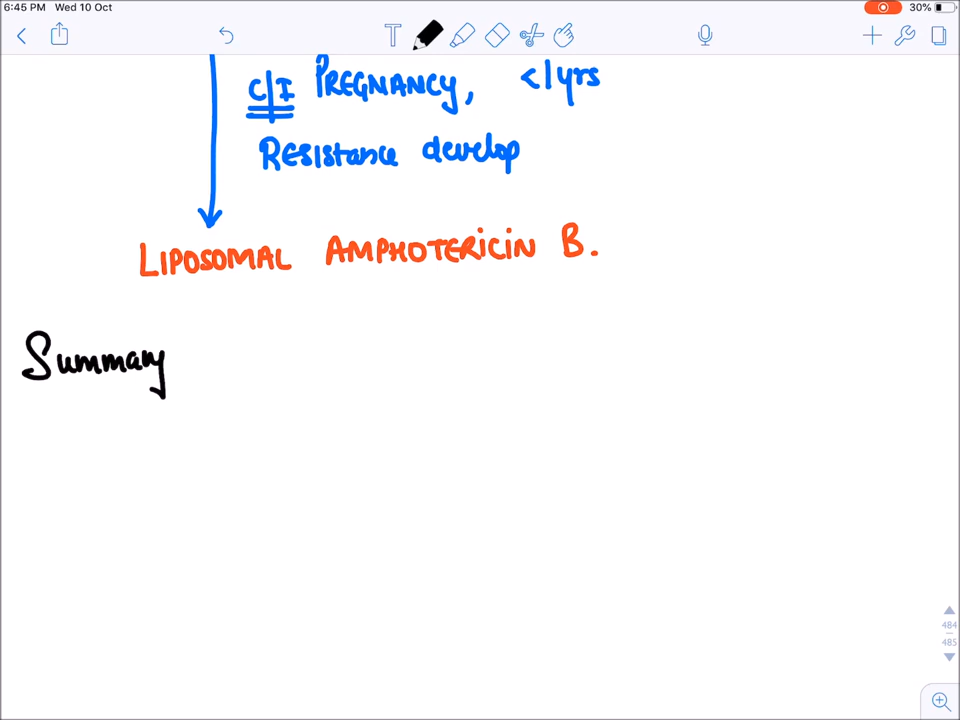 6:45 PM Wed 10 Oct 30%
T
C/I PREGNANCY, <1yrs
Resistance develop
LIPOSOMAL AMPHOTERICIN B.
Summary
484
485